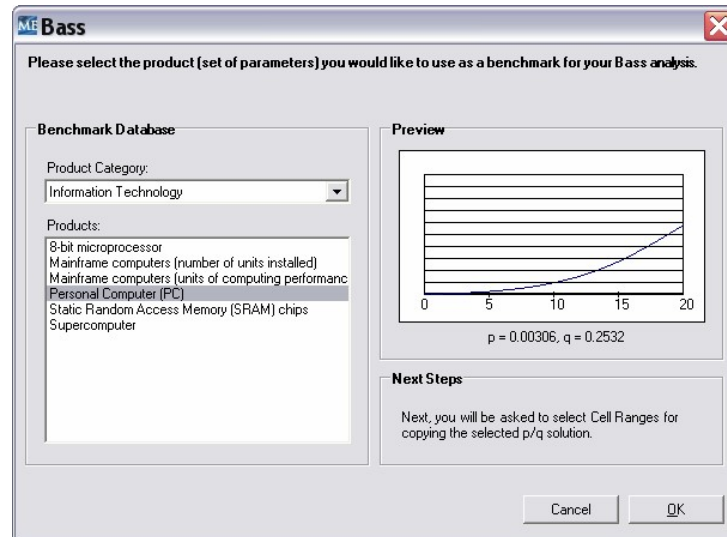 ME Bass
Please select the product (set of parameters) you would like to use as a benchmark for your Bass analysis.
Benchmark Database
Product Category:
Information Technology
Products:
8-bit microprocessor
Mainframe computers (number of units installed)
Mainframe computers (units of computing performanc
Personal Computer (PC)
Static Random Access Memory (SRAM) chips
Supercomputer
Preview
0 5 10 15 20
p = 0.00306, q = 0.2532
Next Steps
Next, you will be asked to select Cell Ranges for
copying the selected p/q solution.
Cancel OK